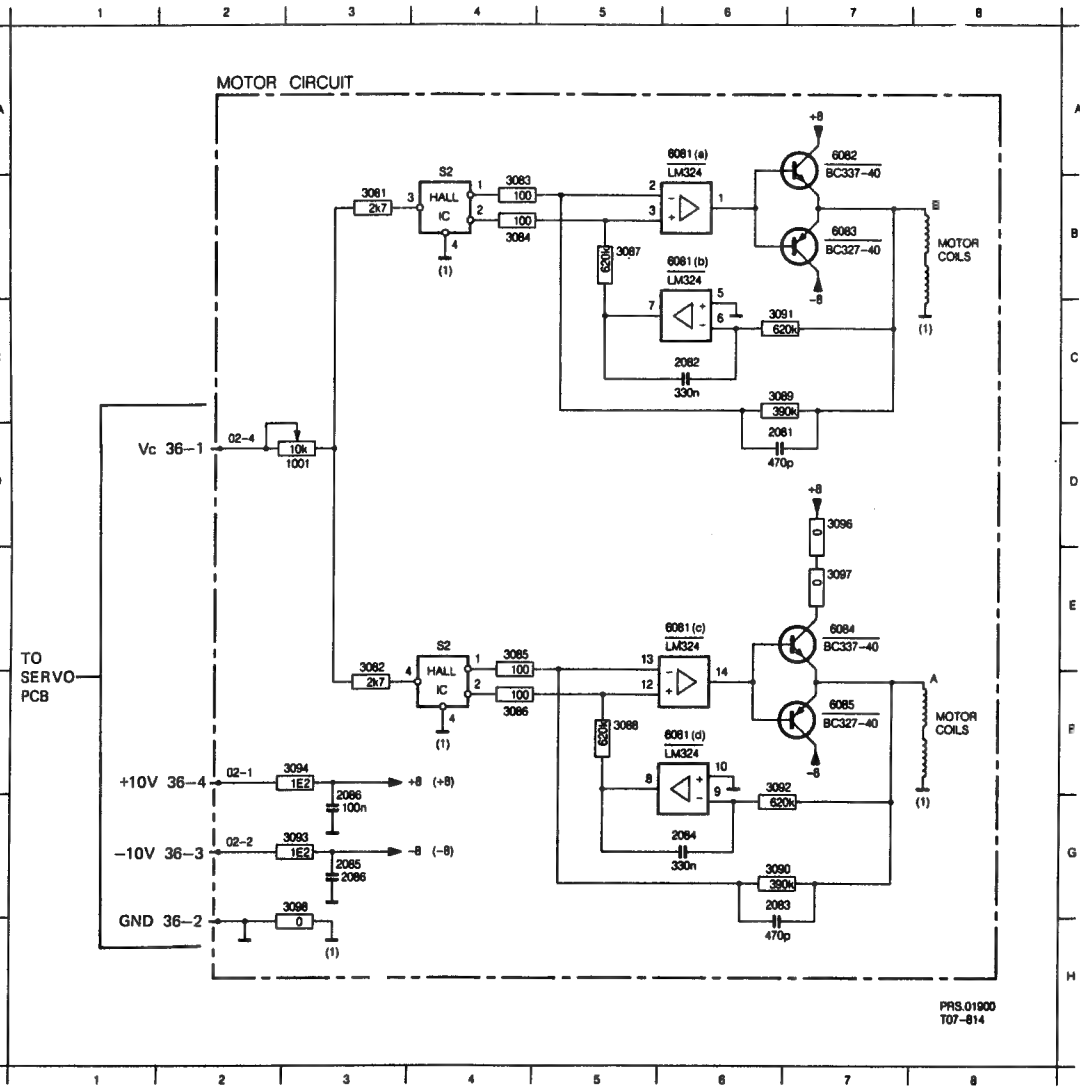 1 2 3 4 5 6 7 8
MOTOR CIRCUIT
A A
+8
6081 (a)
LM324
6082
BC337-40
S2
3081
2k7
3
HALL
IC
1
2
4
(1)
3083
100
100
3084
2
3
-
+
1
B
6083
BC327-40
-8
MOTOR
COILS
(1)
B
3087
620k
6081 (b)
LM324
7
+
-
5
6
3091
620k
2082
330n
C
3089
390k
2081
470p
Vc 36-1
02-4
10k
1001
D
+8
3096
0
3097
0
E
6081 (c)
LM324
6084
BC337-40
TO
SERVO
PCB
S2
3082
2k7
4
HALL
IC
1
2
4
(1)
3085
100
100
3086
13
12
-
+
14
A
6085
BC327-40
-8
MOTOR
COILS
(1)
F
3088
620k
6081 (d)
LM324
8
+
-
10
9
3092
620k
2084
330n
+10V 36-4
02-1
3094
1E2
+8 (+8)
2086
100n
-10V 36-3
02-2
3093
1E2
-8 (-8)
2085
2086
G
3090
390k
2083
470p
GND 36-2
3098
0
(1)
H
PRS.01900
T07-814
1 2 3 4 5 6 7 8